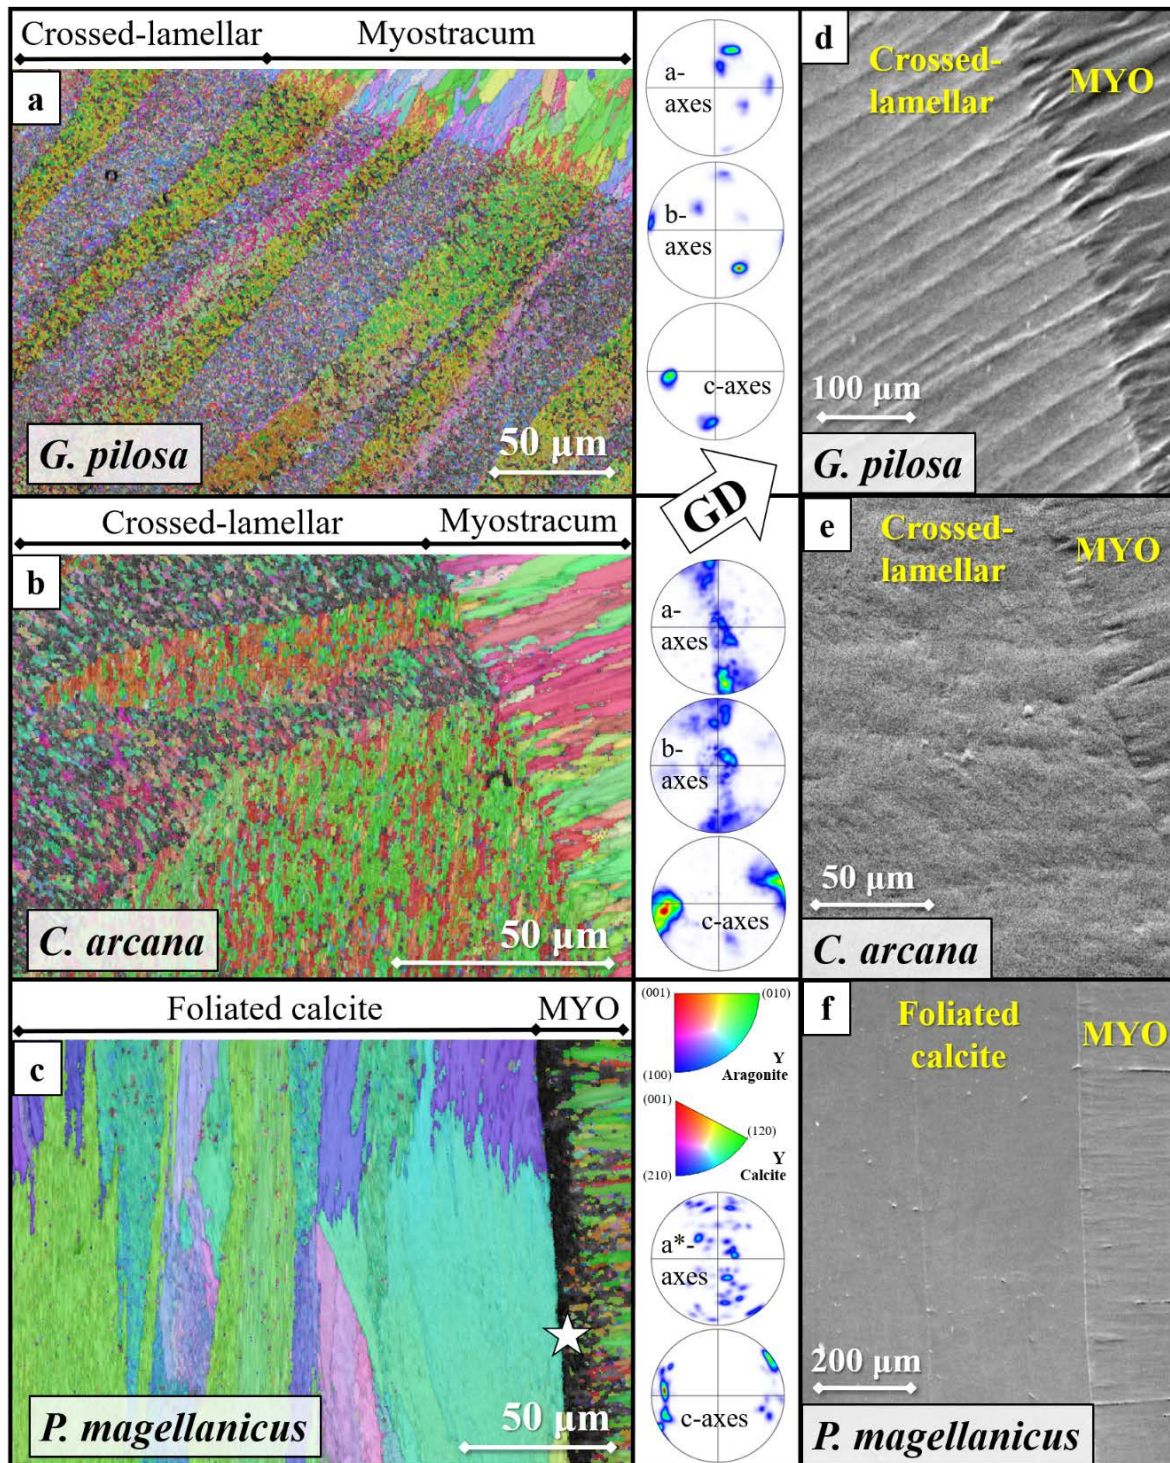 Crossed-lamellar Myostracum
a
G. pilosa
50 µm
a-
axes
b-
axes
c-axes
GD
d
Crossed-
lamellar
MYO
100 µm
G. pilosa
Crossed-lamellar Myostracum
b
C. arcana
50 µm
a-
axes
b-
axes
c-axes
e
Crossed-
lamellar
MYO
50 µm
C. arcana
Foliated calcite MYO
c
P. magellanicus
50 µm
(001) (010)
(100)
Y
Aragonite
(001)
(120)
(210)
Y
Calcite
a*-
axes
c-axes
f
Foliated
calcite
MYO
200 µm
P. magellanicus